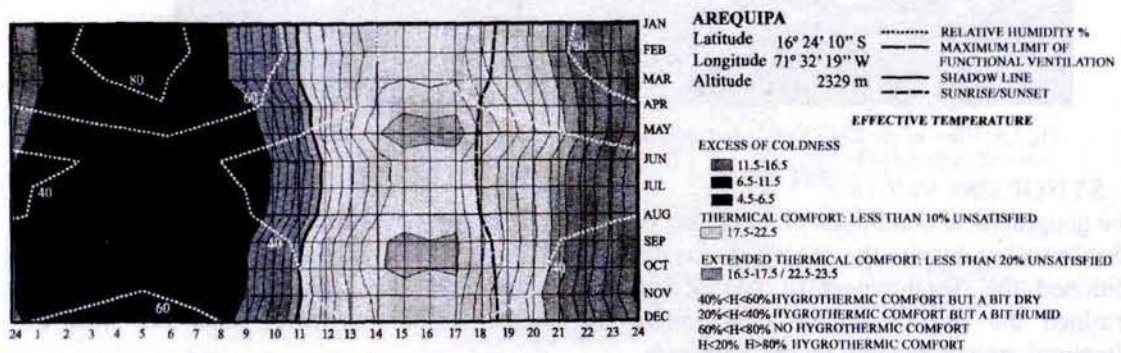 JAN
FEB
MAR
APR
MAY
JUN
JUL
AUG
SEP
OCT
NOV
DEC
80
60
40
60
40
60
24 1 2 3 4 5 6 7 8 9 10 11 12 13 14 15 16 17 18 19 20 21 22 23 24
AREQUIPA
Latitude 16° 24' 10" S
Longitude 71° 32' 19" W
Altitude 2329 m
RELATIVE HUMIDITY %
MAXIMUM LIMIT OF
FUNCTIONAL VENTILATION
SHADOW LINE
SUNRISE/SUNSET
EFFECTIVE TEMPERATURE
EXCESS OF COLDNESS
11.5-16.5
6.5-11.5
4.5-6.5
THERMICAL COMFORT: LESS THAN 10% UNSATISFIED
17.5-22.5
EXTENDED THERMICAL COMFORT: LESS THAN 20% UNSATISFIED
16.5-17.5 / 22.5-23.5
40%<H<60%HYGROTHERMIC COMFORT BUT A BIT DRY
20%<H<40%HYGROTHERMIC COMFORT BUT A BIT HUMID
60%<H<80% NO HYGROTHERMIC COMFORT
H<20% H>80% HYGROTHERMIC COMFORT